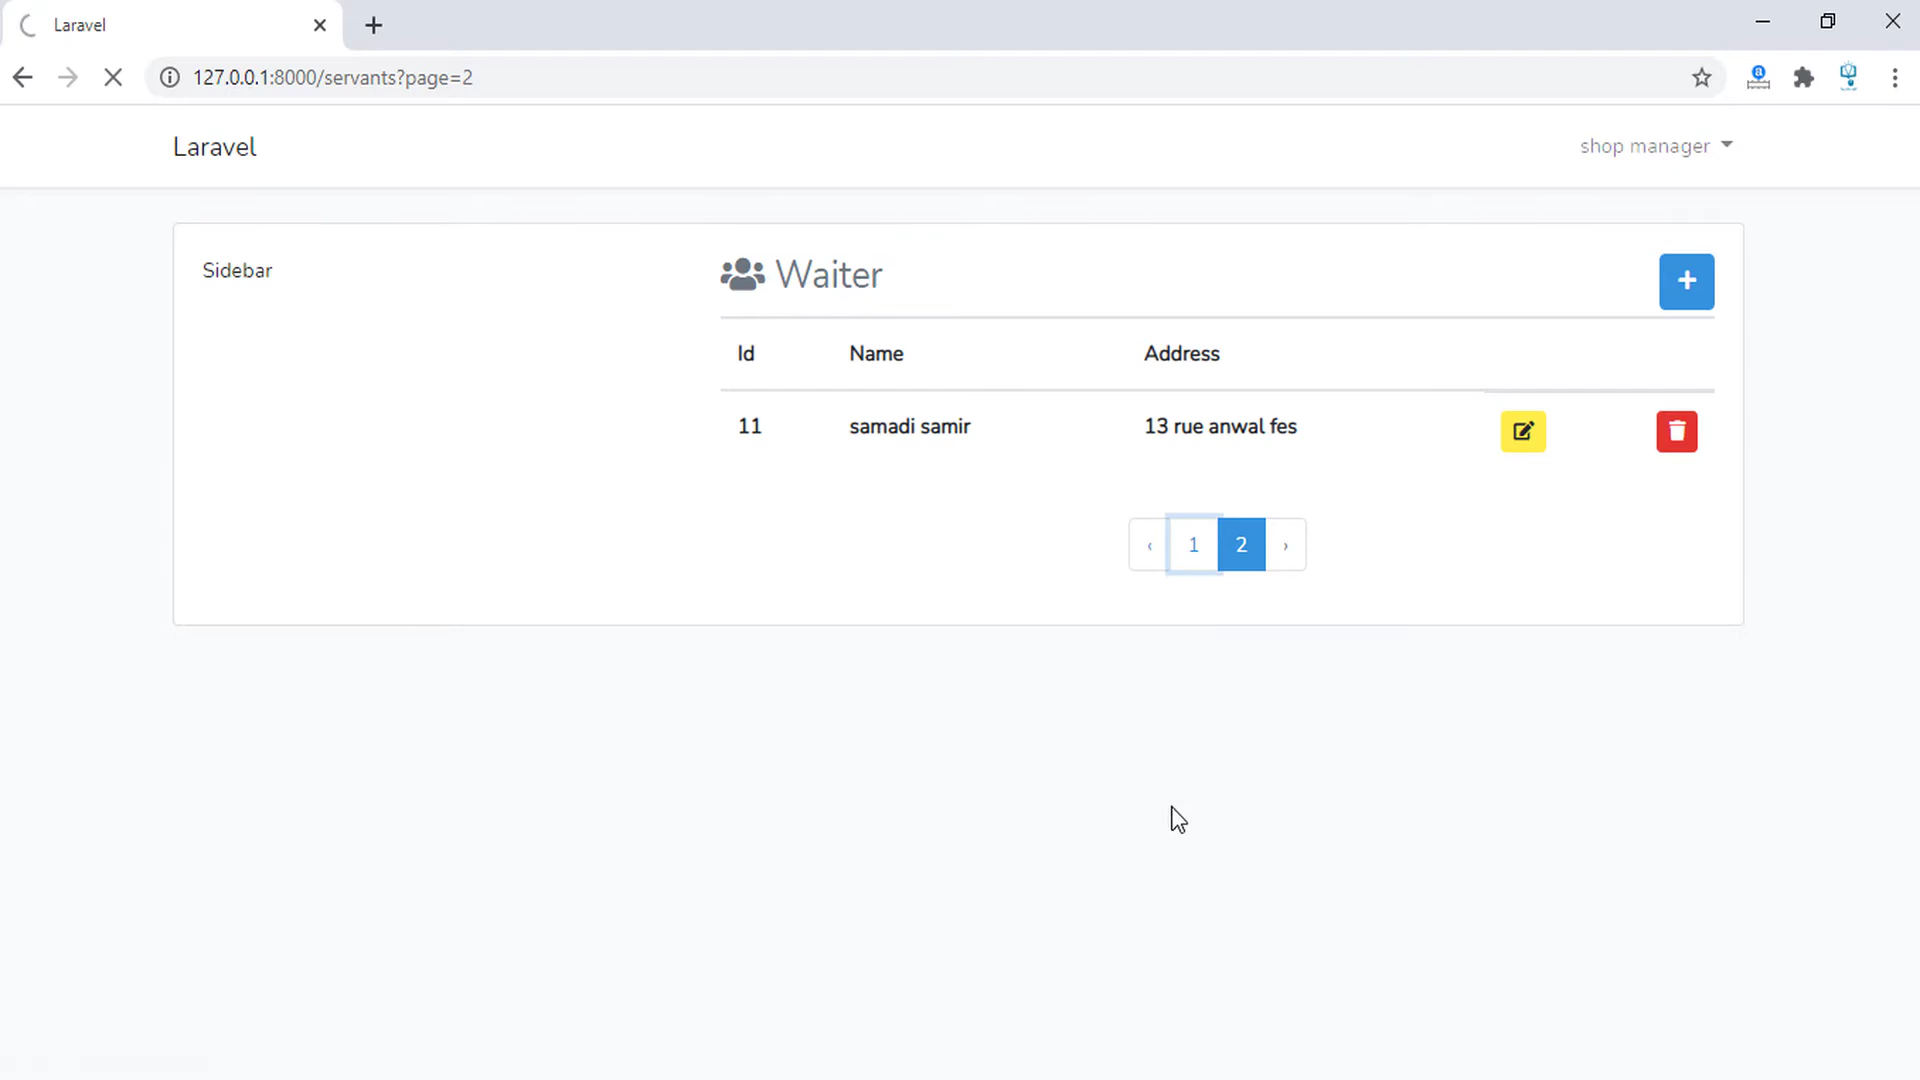 Laravel
127.0.0.1:8000/servants?page=2
Laravel
shop manager
Sidebar
Waiter
Id Name Address
11 samadi samir 13 rue anwal fes
‹ 1 2 ›